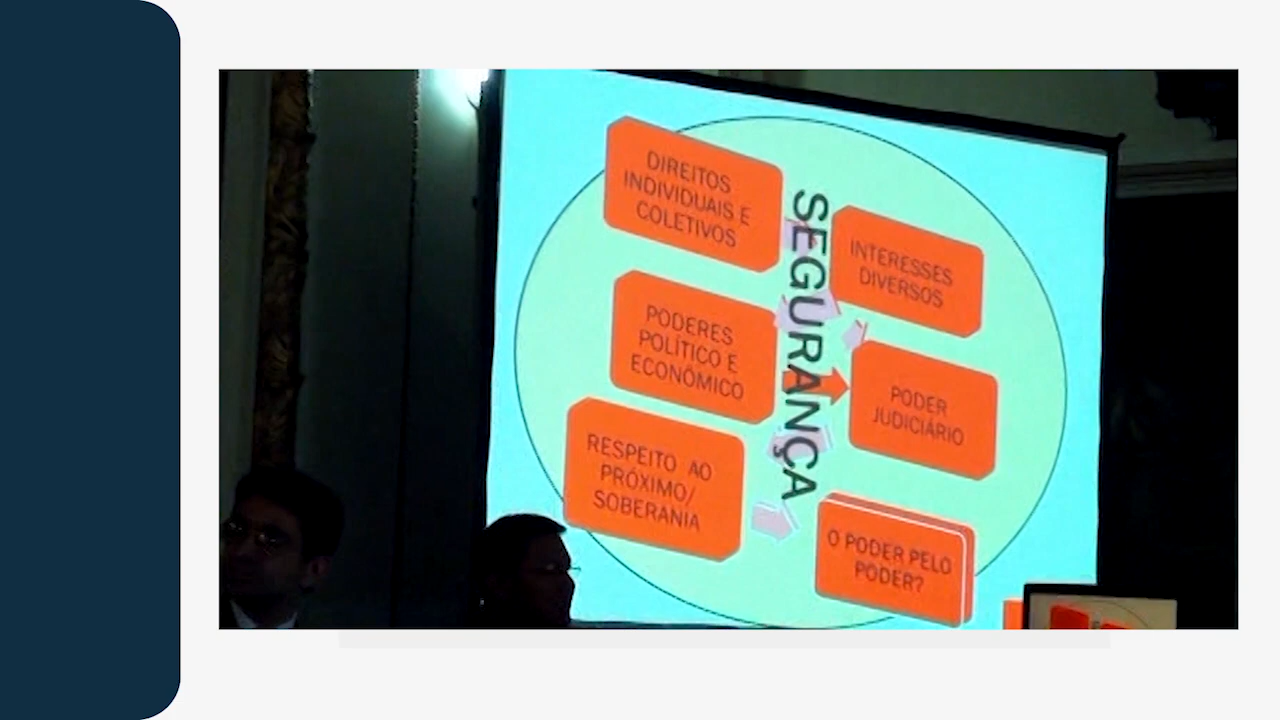 DIREITOS
INDIVIDUAIS E
COLETIVOS
SEGURANÇA
INTERESSES
DIVERSOS
PODERES
POLÍTICO E
ECONÔMICO
PODER
JUDICIÁRIO
RESPEITO AO
PRÓXIMO/
SOBERANIA
O PODER PELO
PODER?